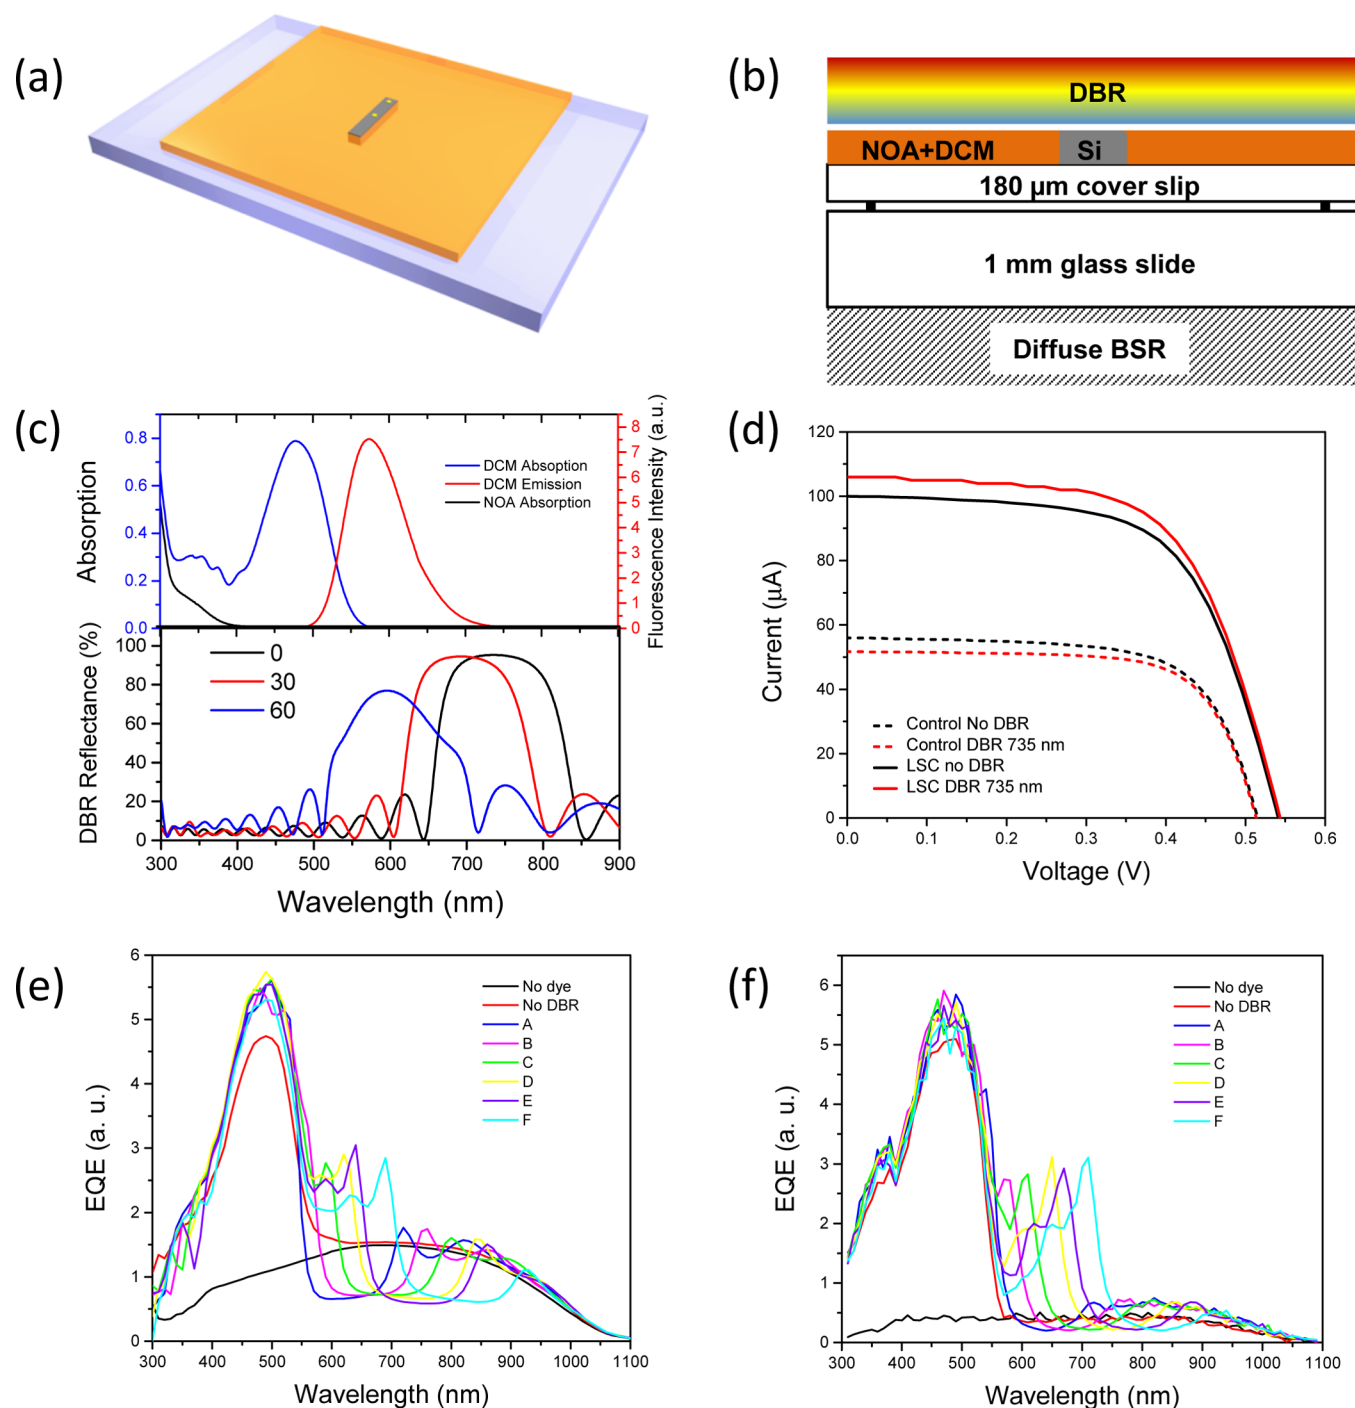 (a)
(b)
DBR
NOA+DCM
Si
180 µm cover slip
1 mm glass slide
Diffuse BSR
(c)
Absorption
0.8
0.6
0.4
0.2
0.0
8
7
6
5
4
3
2
1
0
Fluorescence Intensity (a.u.)
DCM Absoption
DCM Emission
NOA Absorption
DBR Reflectance (%)
100
80
60
40
20
0
0
30
60
300 400 500 600 700 800 900
Wavelength (nm)
(d)
Current (µA)
120
100
80
60
40
20
0
Control No DBR
Control DBR 735 nm
LSC no DBR
LSC DBR 735 nm
0.0 0.1 0.2 0.3 0.4 0.5 0.6
Voltage (V)
(e)
EQE (a. u.)
6
5
4
3
2
1
0
No dye
No DBR
A
B
C
D
E
F
300 400 500 600 700 800 900 1000 1100
Wavelength (nm)
(f)
EQE (a. u.)
6
5
4
3
2
1
0
No dye
No DBR
A
B
C
D
E
F
310 400 500 600 700 800 900 1000 1100
Wavelength (nm)